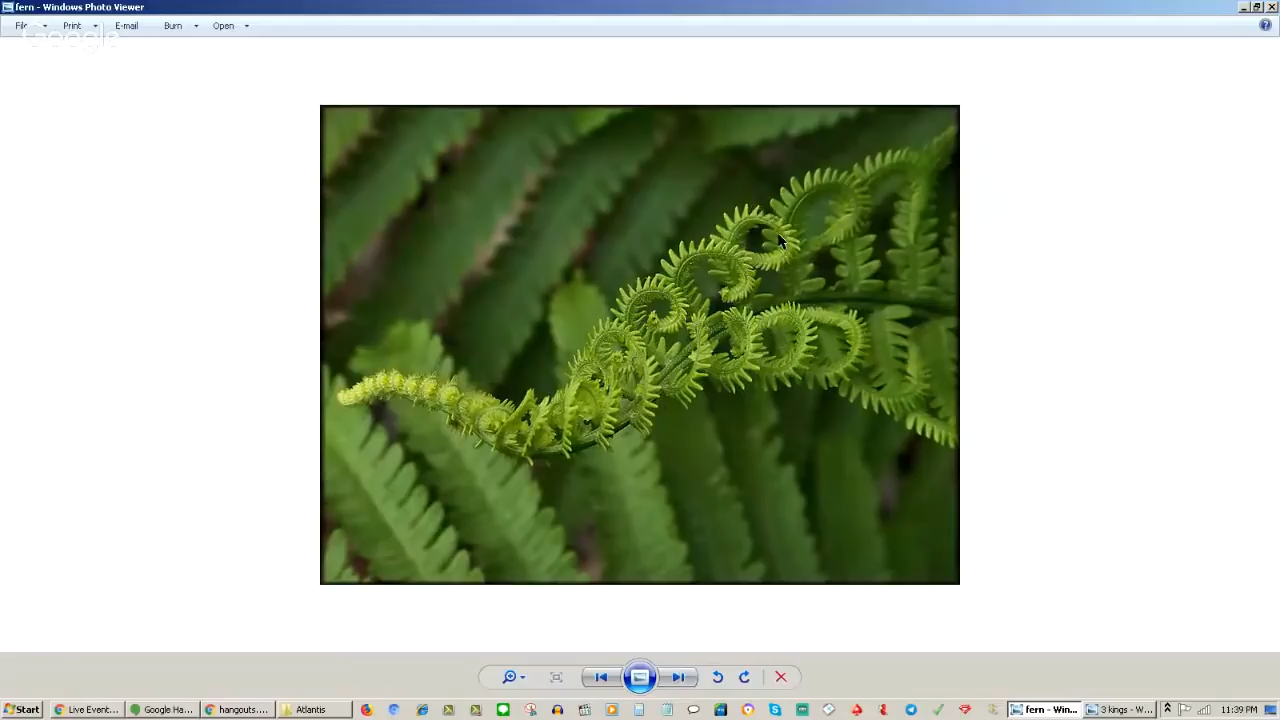 fern - Windows Photo Viewer
File Print E-mail Burn Open
Google
Start Live Event... Google Ha... hangouts.... Atlantis fern - Win... 3 kings - W... 11:39 PM